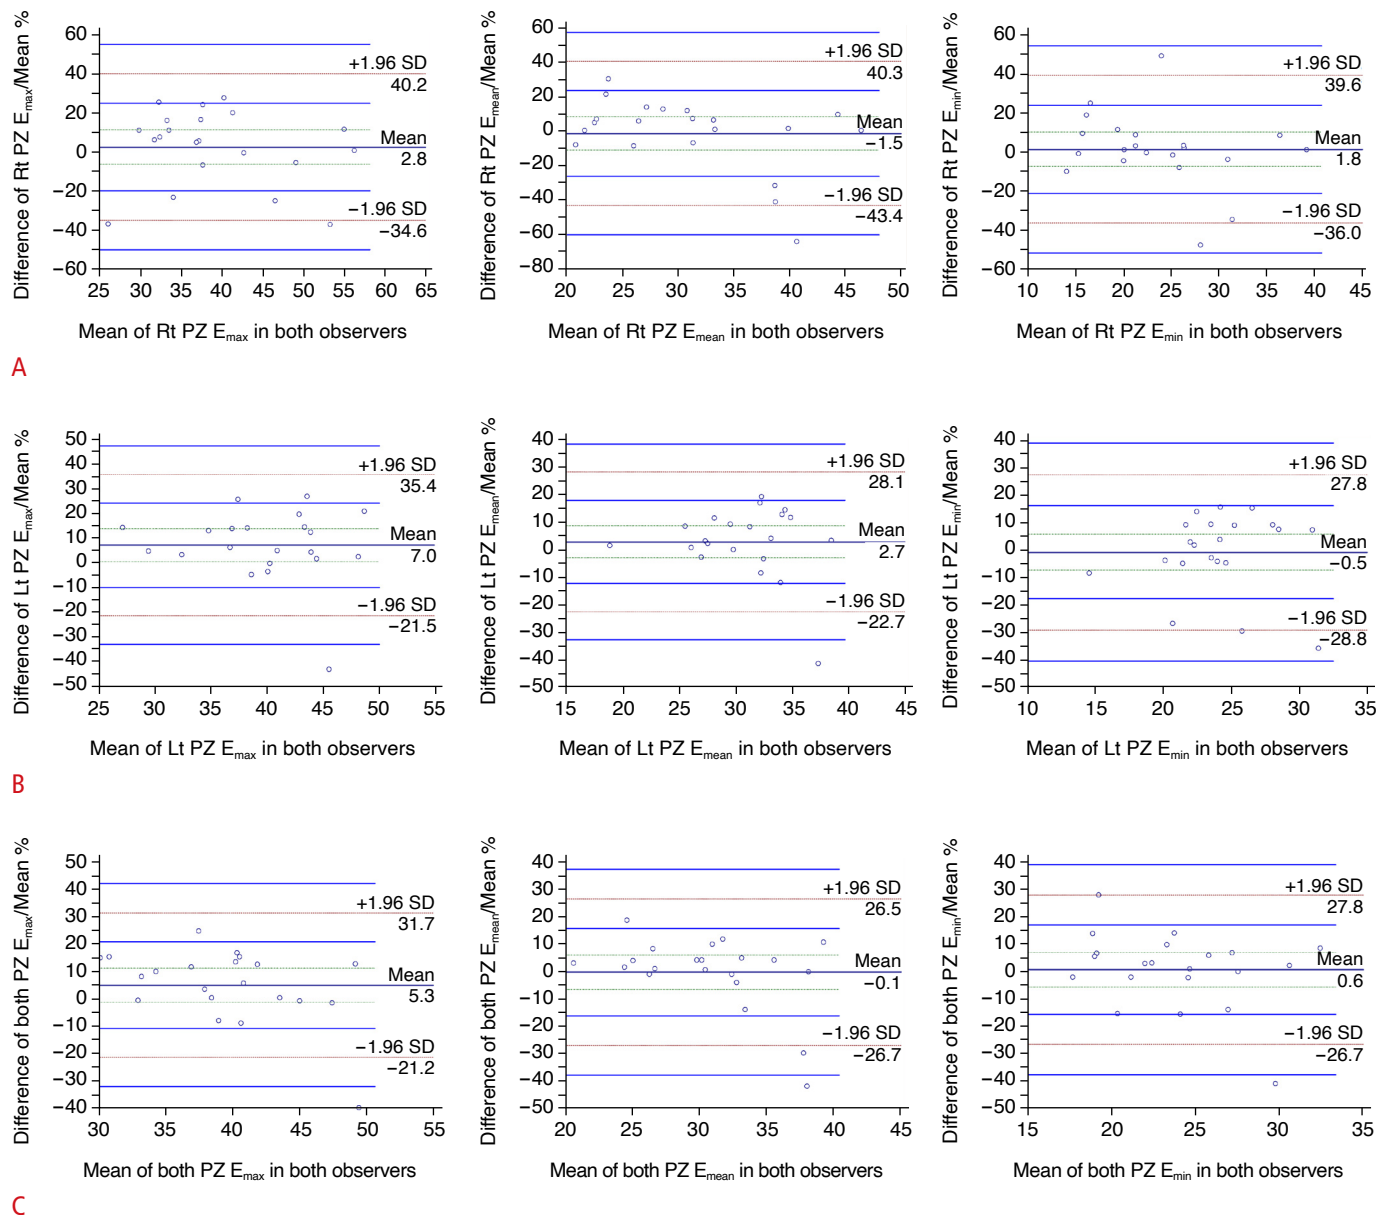 Difference of Rt PZ Emax/Mean %
60
40
20
0
−20
−40
−60
25 30 35 40 45 50 55 60 65
+1.96 SD
40.2
Mean
2.8
−1.96 SD
−34.6
Mean of Rt PZ Emax in both observers
Difference of Rt PZ Emean/Mean %
60
40
20
0
−20
−40
−60
−80
20 25 30 35 40 45 50
+1.96 SD
40.3
Mean
−1.5
−1.96 SD
−43.4
Mean of Rt PZ Emean in both observers
Difference of Rt PZ Emin/Mean %
60
40
20
0
−20
−40
−60
10 15 20 25 30 35 40 45
+1.96 SD
39.6
Mean
1.8
−1.96 SD
−36.0
Mean of Rt PZ Emin in both observers
A
Difference of Lt PZ Emax/Mean %
50
40
30
20
10
0
−10
−20
−30
−40
−50
25 30 35 40 45 50 55
+1.96 SD
35.4
Mean
7.0
−1.96 SD
−21.5
Mean of Lt PZ Emax in both observers
Difference of Lt PZ Emean/Mean %
40
30
20
10
0
−10
−20
−30
−40
−50
15 20 25 30 35 40 45
+1.96 SD
28.1
Mean
2.7
−1.96 SD
−22.7
Mean of Lt PZ Emean in both observers
Difference of Lt PZ Emin/Mean %
40
30
20
10
0
−10
−20
−30
−40
−50
10 15 20 25 30 35
+1.96 SD
27.8
Mean
−0.5
−1.96 SD
−28.8
Mean of Lt PZ Emin in both observers
B
Difference of both PZ Emax/Mean %
50
40
30
20
10
0
−10
−20
−30
−40
30 35 40 45 50 55
+1.96 SD
31.7
Mean
5.3
−1.96 SD
−21.2
Mean of both PZ Emax in both observers
Difference of both PZ Emean/Mean %
40
30
20
10
0
−10
−20
−30
−40
−50
20 25 30 35 40 45
+1.96 SD
26.5
Mean
−0.1
−1.96 SD
−26.7
Mean of both PZ Emean in both observers
Difference of both PZ Emin/Mean %
40
30
20
10
0
−10
−20
−30
−40
−50
15 20 25 30 35
+1.96 SD
27.8
Mean
0.6
−1.96 SD
−26.7
Mean of both PZ Emin in both observers
C